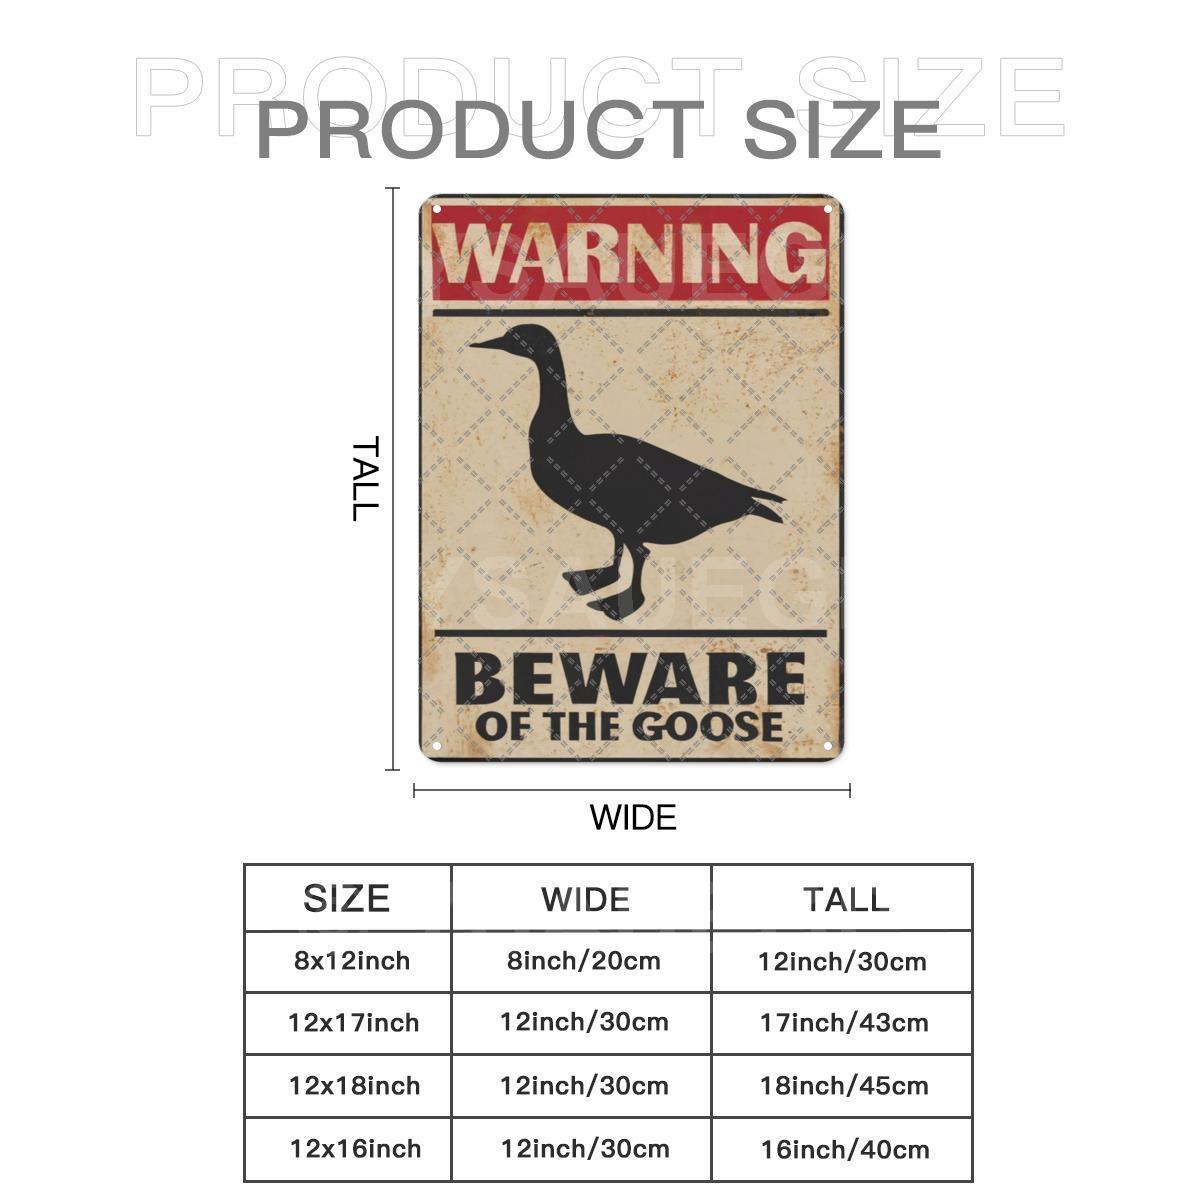 PRODUCT SIZE
PRODUCT SIZE
WARNING
TALL
BEWARE
OF THE GOOSE
WIDE
SIZE WIDE TALL
8x12inch 8inch/20cm 12inch/30cm
12x17inch 12inch/30cm 17inch/43cm
12x18inch 12inch/30cm 18inch/45cm
12x16inch 12inch/30cm 16inch/40cm